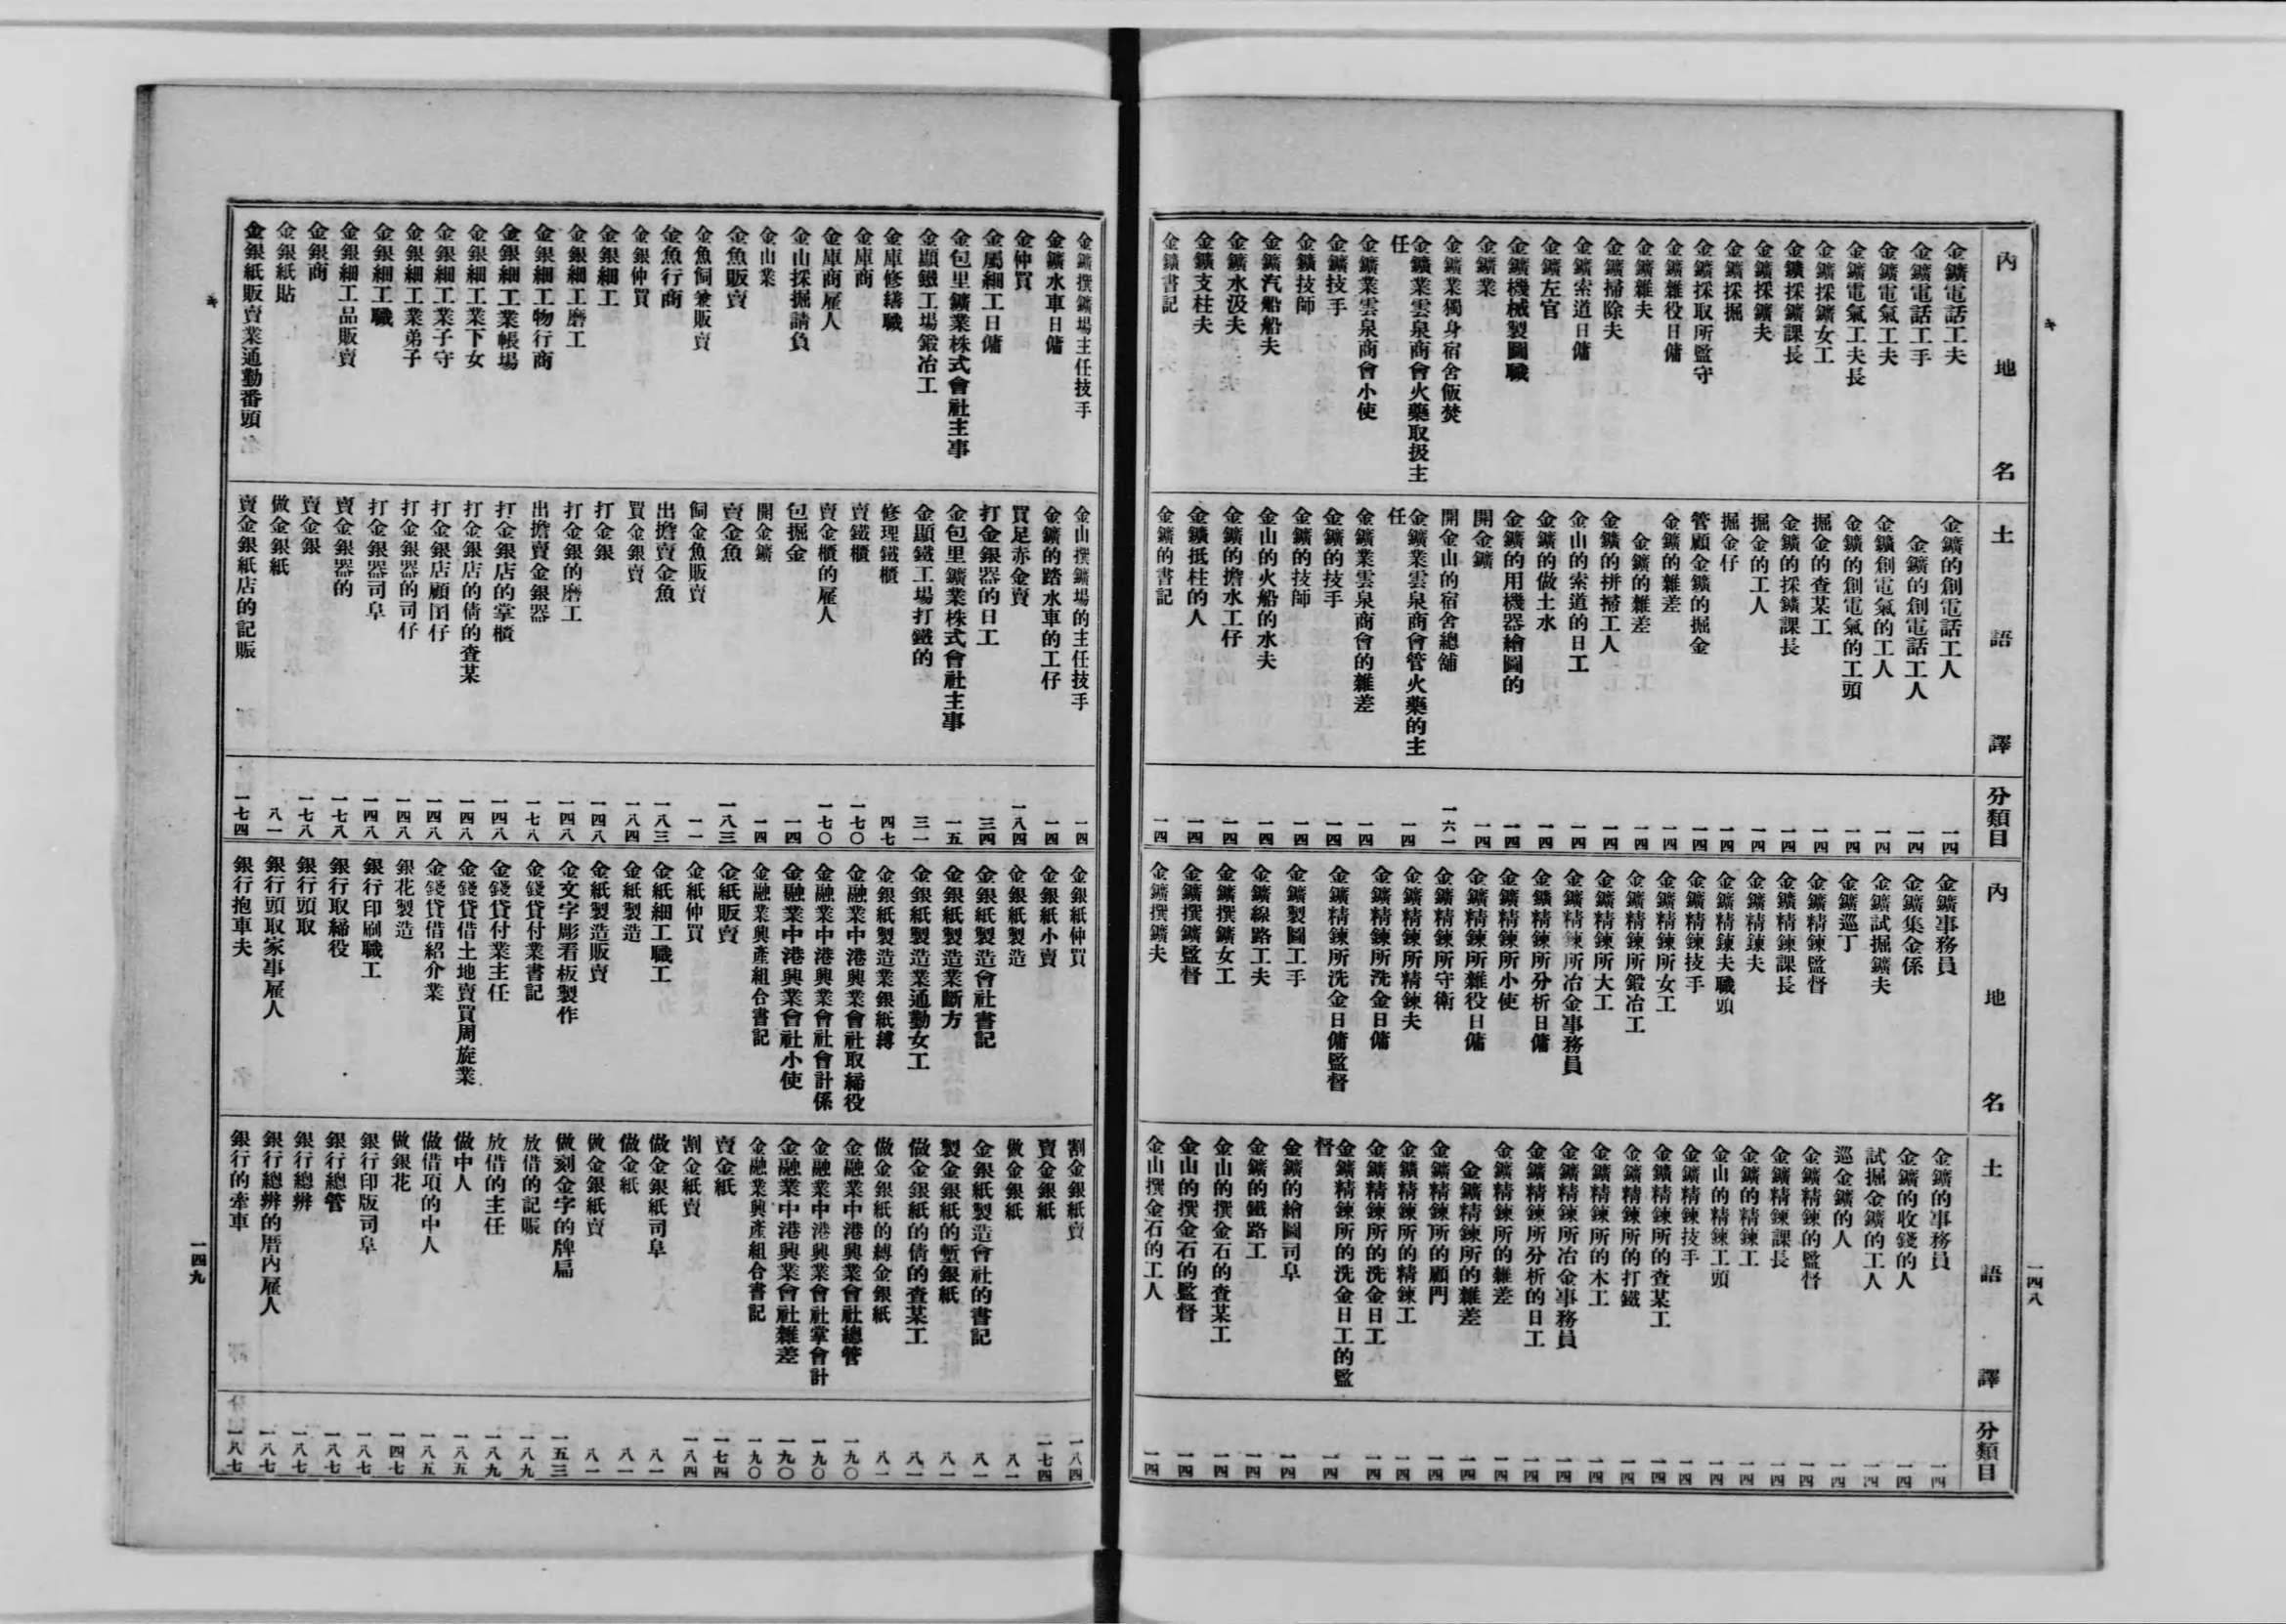 キ
內地名 土語譯 分類目
金鑛電話工夫 金鑛的創電話工人 一四
金鑛電話工手 金鑛的創電話工人 一四
金鑛電氣工夫 金鑛創電氣的工人 一四
金鑛電氣工夫長 金鑛的創電氣的工頭 一四
金鑛採鑛女工 掘金的查某工 一四
金鑛採鑛課長 金鑛的採鑛課長 一四
金鑛採鑛夫 掘金的工人 一四
金鑛採掘 掘金仔 一四
金鑛採取所監守 管顧金鑛的掘金 一四
金鑛雜役日傭 金鑛的雜差 一四
金鑛雜夫 金鑛的雜差 一四
金鑛掃除夫 金鑛的拼掃工人 一四
金鑛索道日傭 金山的索道的日工 一四
金鑛左官 金鑛的做土水 一四
金鑛機械製圖職 金鑛的用機器繪圖的 一四
金鑛業 開金鑛 一四
金鑛業獨身宿舍飯焚 開金山的宿舍總舖 一六一
金鑛業雲泉商會火藥取扱主任 金鑛業雲泉商會管火藥的主任 一四
金鑛業雲泉商會小使 金鑛業雲泉商會的雜差 一四
金鑛技手 金鑛的技手 一四
金鑛技師 金鑛的技師 一四
金鑛汽船船夫 金山的火船的水夫 一四
金鑛水汲夫 金鑛的擔水工仔 一四
金鑛支柱夫 金鑛抵柱的人 一四
金鑛書記 金鑛的書記 一四
內地名 土語譯 分類目
金鑛事務員 金鑛的事務員 一四
金鑛集金係 金鑛的收錢的人 一四
金鑛試掘鑛夫 試掘金鑛的工人 一四
金鑛巡丁 巡金鑛的人 一四
金鑛精鍊監督 金鑛精鍊的監督 一四
金鑛精鍊課長 金鑛精鍊課長 一四
金鑛精鍊夫 金鑛的精鍊工 一四
金鑛精鍊夫職頭 金山的精鍊工頭 一四
金鑛精鍊技手 金鑛精鍊技手 一四
金鑛精鍊所女工 金鑛精鍊所的查某工 一四
金鑛精鍊所鍛冶工 金鑛精鍊所的打鐵 一四
金鑛精鍊所大工 金鑛精鍊所的木工 一四
金鑛精鍊所冶金事務員 金鑛精鍊所冶金事務員 一四
金鑛精鍊所分析日傭 金鑛精鍊所分析的日工 一四
金鑛精鍊所小使 金鑛精鍊所的雜差 一四
金鑛精鍊所雜役日傭 金鑛精鍊所的雜差 一四
金鑛精鍊所守衛 金鑛精鍊所的顧門 一四
金鑛精鍊所精鍊夫 金鑛精鍊所的精鍊工 一四
金鑛精鍊所洗金日傭 金鑛精鍊所的洗金日工 一四
金鑛精鍊所洗金日傭監督 金鑛精鍊所的洗金日工的監督 一四
金鑛製圖工手 金鑛的繪圖司阜 一四
金鑛線路工夫 金鑛的鐵路工 一四
金鑛撰鑛女工 金山的撰金石的查某工 一四
金鑛撰鑛監督 金山的撰金石的監督 一四
金鑛撰鑛夫 金山撰金石的工人 一四
一四八
キ
金鑛撰鑛場主任技手 金山撰鑛場的主任技手 一四
金鑛水車日傭 金鑛的踏水車的工仔 一四
金仲買 買足赤金賣 一八四
金屬細工日傭 打金銀器的日工 三四
金包里鑛業株式會社主事 金包里鑛業株式會社主事 一五
金顯鐵工場鍛冶工 金顯鐵工場打鐵的 三一
金庫修繕職 修理鐵櫃 四七
金庫商 賣鐵櫃 一七〇
金庫商雇人 賣金櫃的雇人 一七〇
金山採掘請負 包掘金 一四
金山業 開金鑛 一四
金魚販賣 賣金魚 一八三
金魚飼兼販賣 飼金魚販賣 一一
金魚行商 出擔賣金魚 一八三
金銀仲買 買金銀賣 一八四
金銀細工 打金銀 一四八
金銀細工磨工 打金銀的磨工 一四八
金銀細工物行商 出擔賣金銀器 一七八
金銀細工業帳場 打金銀店的掌櫃 一四八
金銀細工業下女 打金銀店的倩的查某 一四八
金銀細工業子守 打金銀店顧囝仔 一四八
金銀細工業弟子 打金銀器的司仔 一四八
金銀細工職 打金銀器司阜 一四八
金銀細工品販賣 賣金銀器的 一七八
金銀商 賣金銀 一七八
金銀紙貼 做金銀紙 八一
金銀紙販賣業通勤番頭 賣金銀紙店的記賬 一七四
金銀紙仲買 割金銀紙賣 一八四
金銀紙小賣 賣金銀紙 一七四
金銀紙製造 做金銀紙 八一
金銀紙製造會社書記 金銀紙製造會社的書記 八一
金銀紙製造業斷方 製金銀紙的塹銀紙 八一
金銀紙製造業通勤女工 做金銀紙的倩的查某工 八一
金銀紙製造業銀紙縛 做金銀紙的縛金銀紙 八一
金融業中港興業會社取締役 金融業中港興業會社總管 一九〇
金融業中港興業會社會計係 金融業中港興業會社掌會計 一九〇
金融業中港興業會社小使 金融業中港興業會社雜差 一九〇
金融業興產組合書記 金融業興產組合書記 一九〇
金紙販賣 賣金紙 一七四
金紙仲買 割金紙賣 一八四
金紙細工職工 做金銀紙司阜 八一
金紙製造 做金紙 八一
金紙製造販賣 做金銀紙賣 八一
金文字彫看板製作 做刻金字的牌扁 一五三
金錢貸付業書記 放借的記賬 一八九
金錢貸付業主任 放借的主任 一八九
金錢貸借土地賣買周旋業 做中人 一八五
金錢貸借紹介業 做借項的中人 一八五
銀花製造 做銀花 一四七
銀行印刷職工 銀行印版司阜 一八七
銀行取締役 銀行總管 一八七
銀行頭取 銀行總辨 一八七
銀行頭取家事雇人 銀行總辨的厝內雇人 一八七
銀行抱車夫 銀行的牽車 一八七
一四九